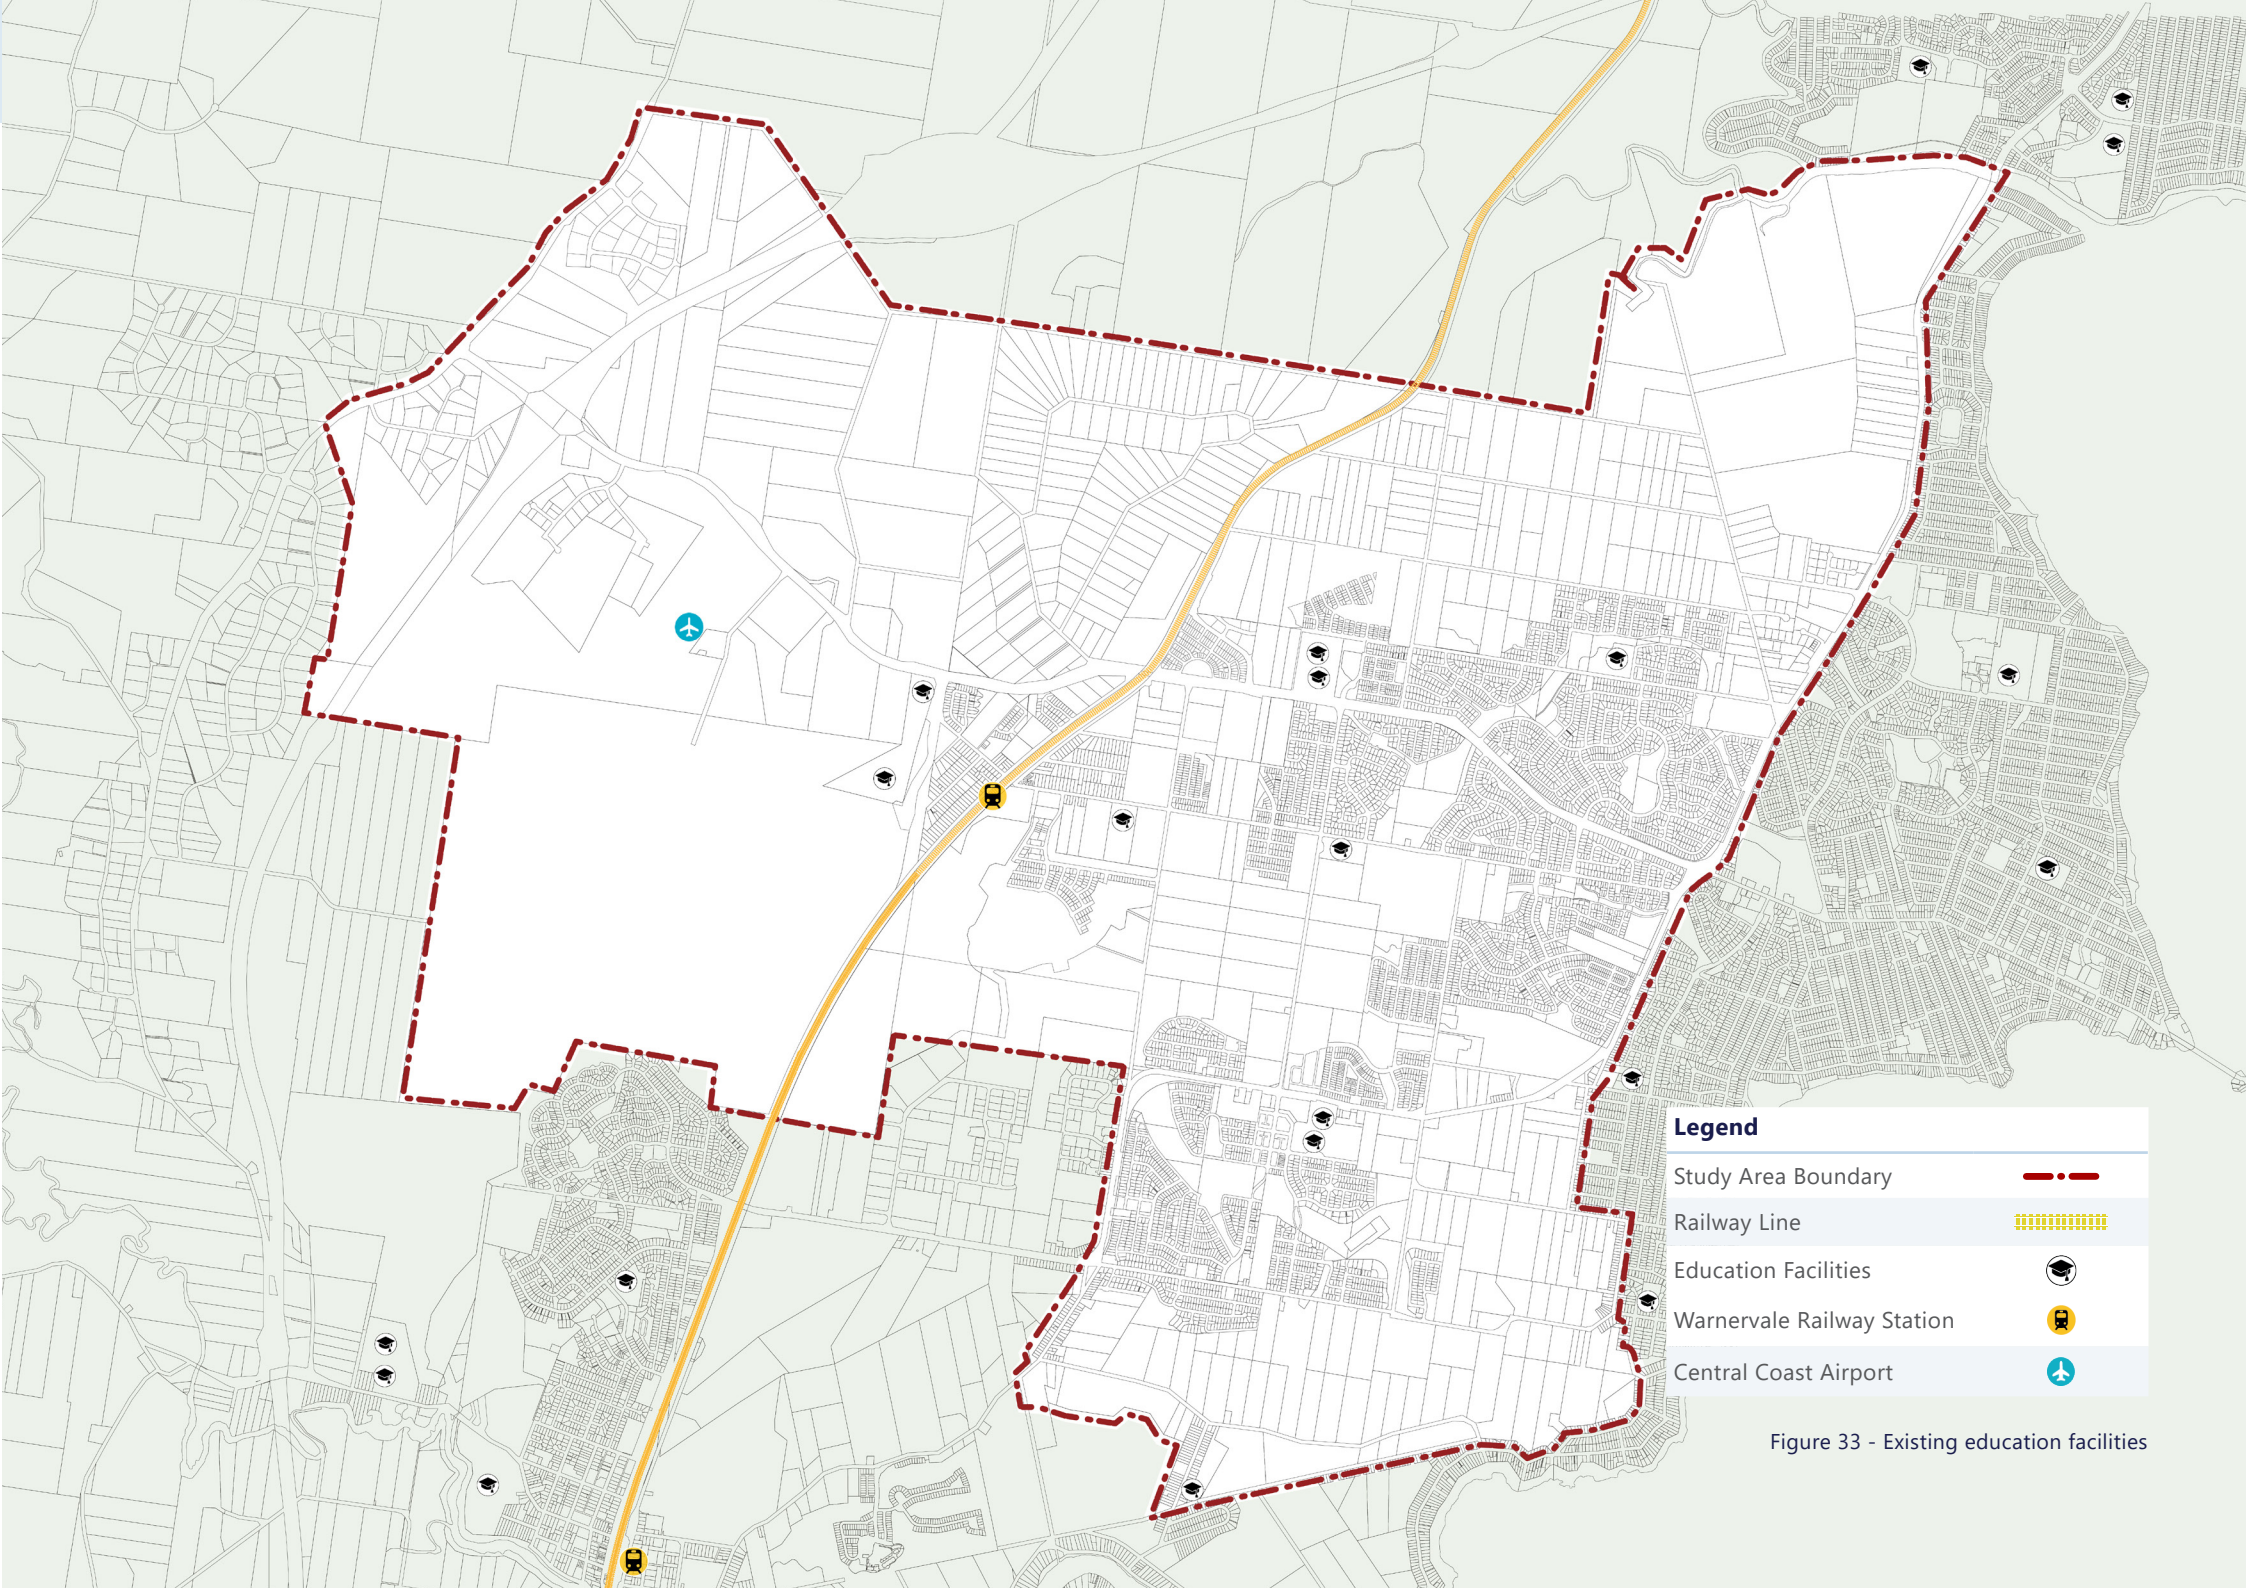 Legend
Study Area Boundary
Railway Line
Education Facilities
Warnervale Railway Station
Central Coast Airport
Figure 33 - Existing education facilities